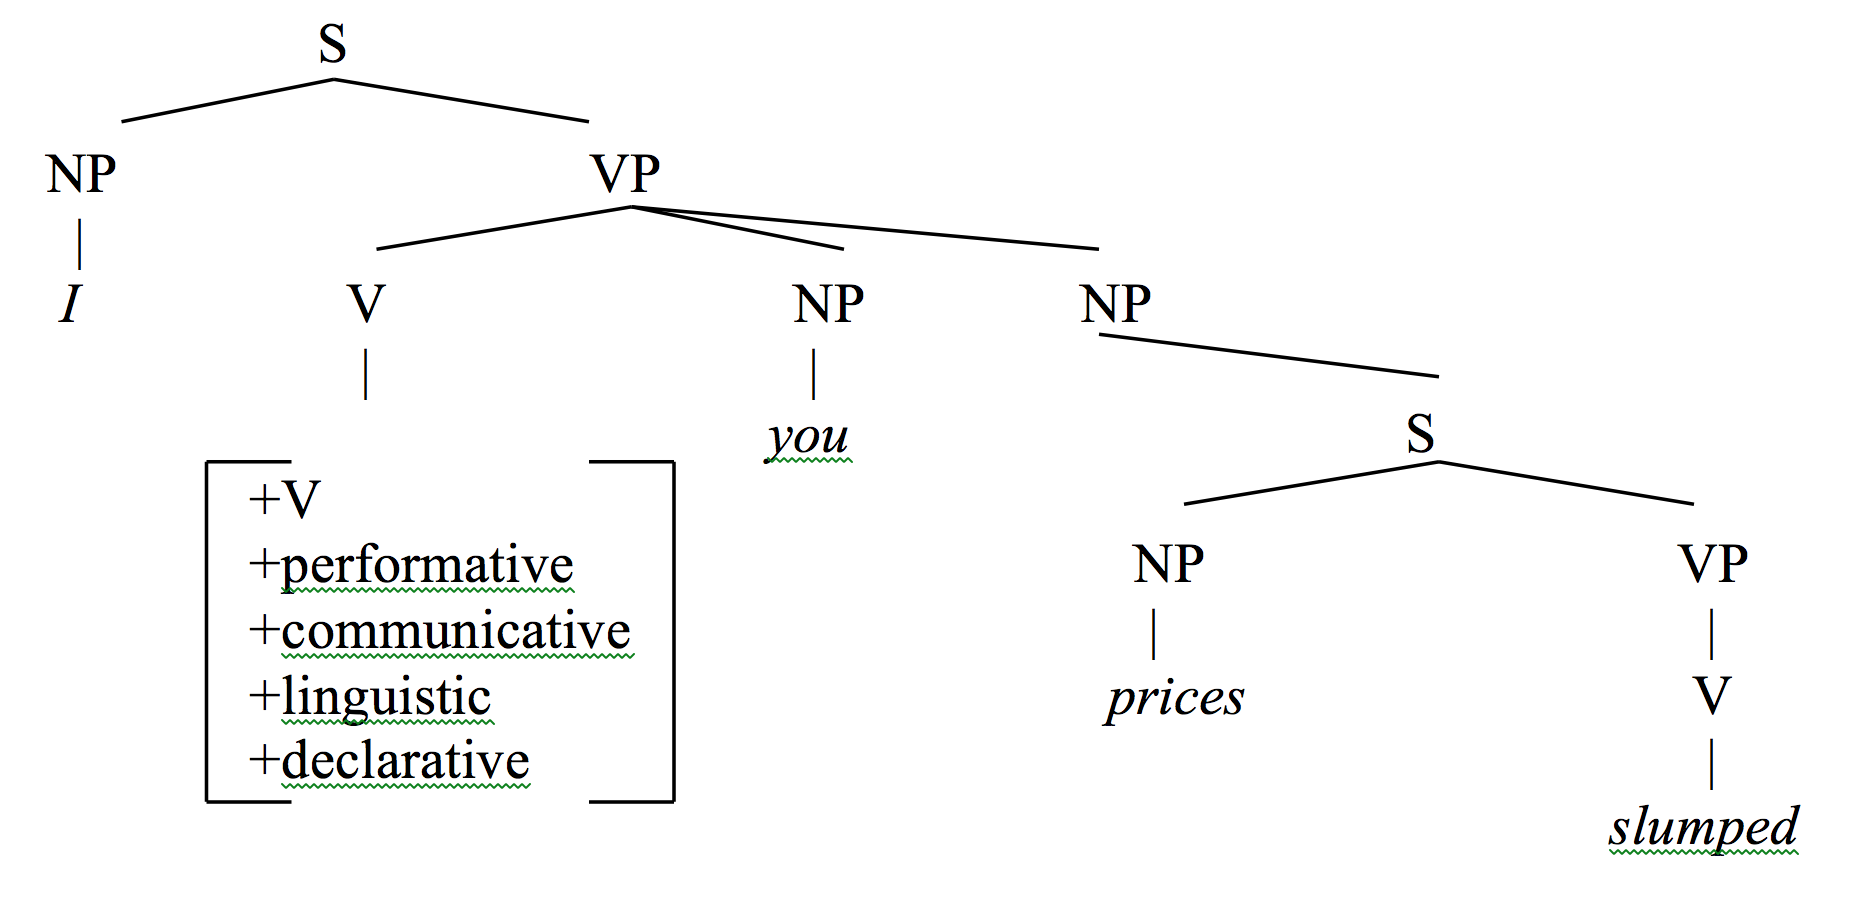 S
NP VP
I V NP NP
you S
+V
+performative NP VP
+communicative
+linguistic prices V
+declarative
slumped